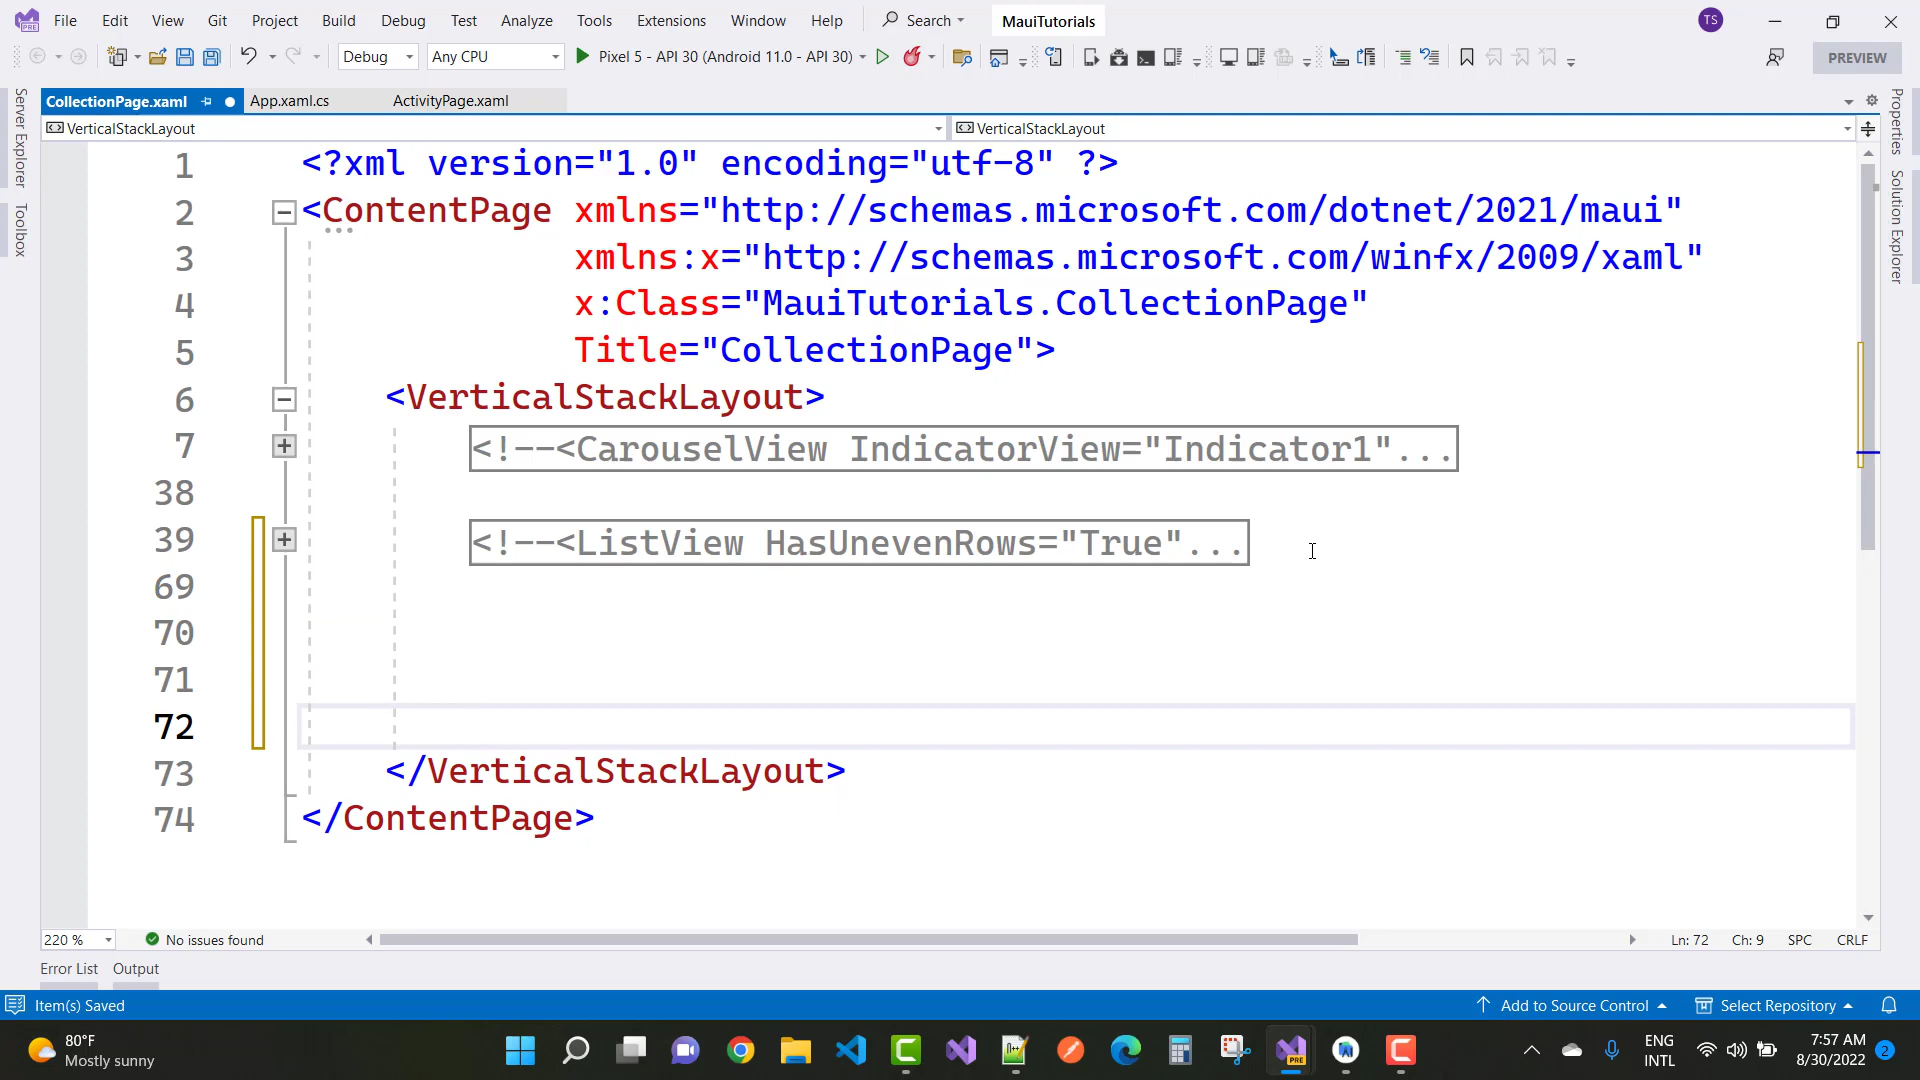 File Edit View Git Project Build Debug Test Analyze Tools Extensions Window Help Search MauiTutorials TS
Debug Any CPU Pixel 5 - API 30 (Android 11.0 - API 30) PREVIEW
CollectionPage.xaml App.xaml.cs ActivityPage.xaml
VerticalStackLayout VerticalStackLayout
Server Explorer
Toolbox
Properties
Solution Explorer
1 <?xml version="1.0" encoding="utf-8" ?>
2 <ContentPage xmlns="http://schemas.microsoft.com/dotnet/2021/maui"
3 xmlns:x="http://schemas.microsoft.com/winfx/2009/xaml"
4 x:Class="MauiTutorials.CollectionPage"
5 Title="CollectionPage">
6 <VerticalStackLayout>
7 <!--<CarouselView IndicatorView="Indicator1"...
38
39 <!--<ListView HasUnevenRows="True"...
69
70
71
72
73 </VerticalStackLayout>
74 </ContentPage>
220 % No issues found Ln: 72 Ch: 9 SPC CRLF
Error List Output
Item(s) Saved Add to Source Control Select Repository
80°F
Mostly sunny
PRE
ENG
INTL
7:57 AM
8/30/2022
2